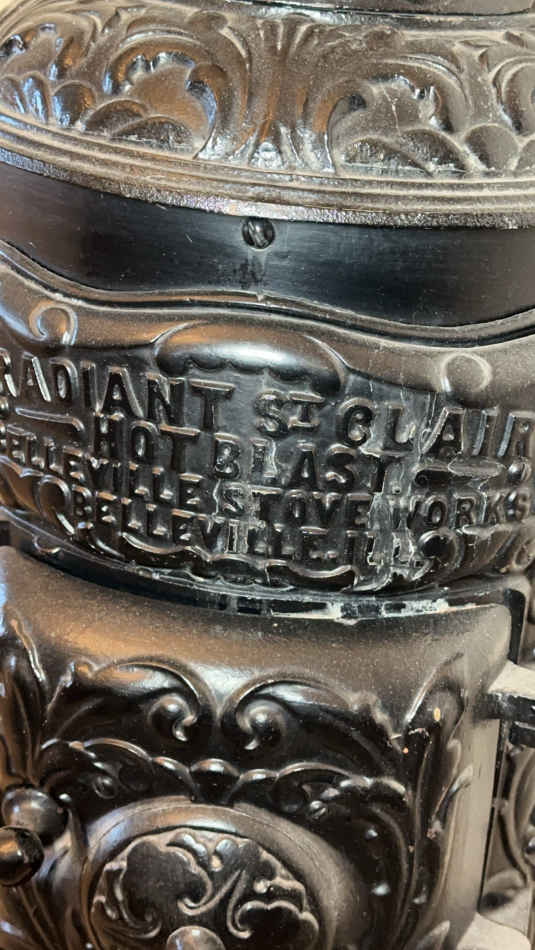 RADIANT ST CLAIR
HOT BLAST
BELLEVILLE STOVE WORKS
BELLEVILLE. ILL.